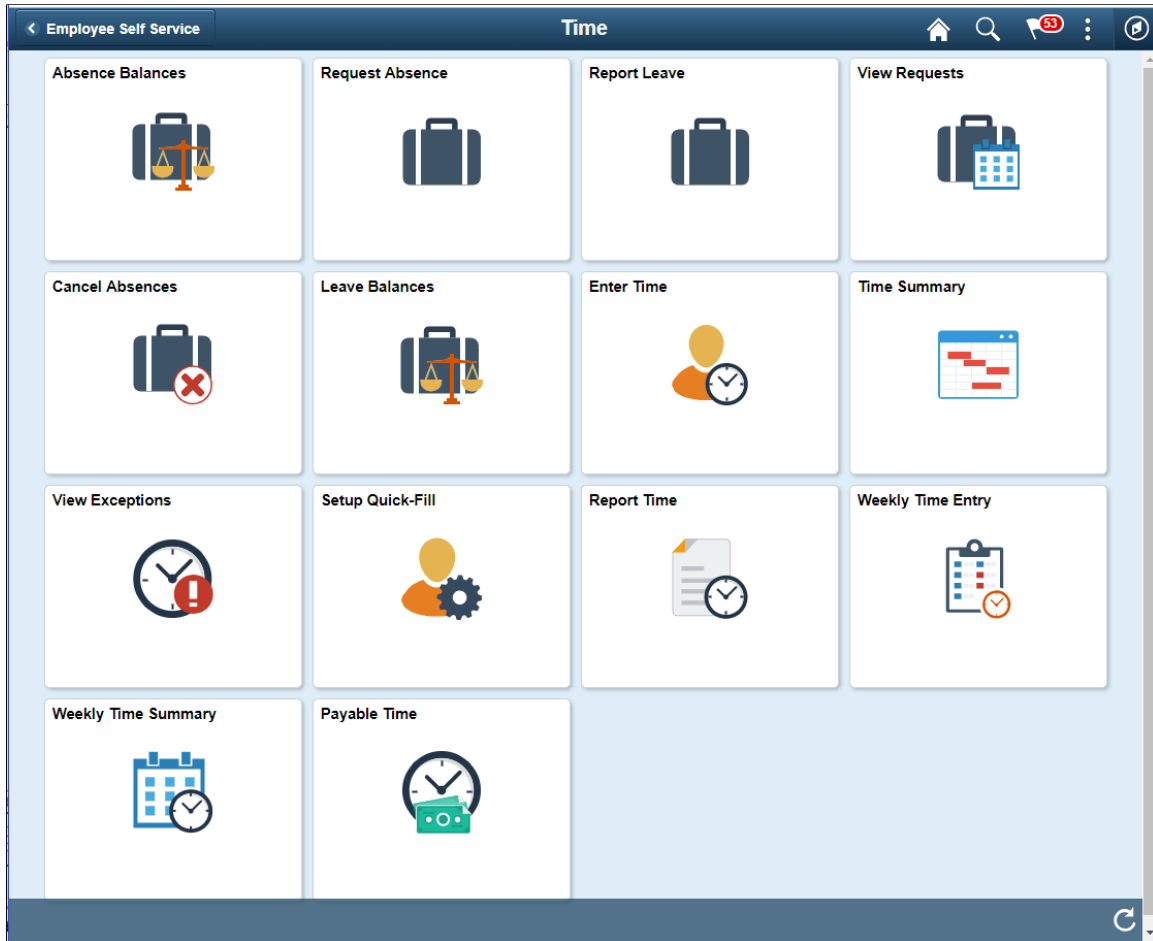 Employee Self Service
Time
53
Absence Balances
Request Absence
Report Leave
View Requests
Cancel Absences
Leave Balances
Enter Time
Time Summary
View Exceptions
Setup Quick-Fill
Report Time
Weekly Time Entry
Weekly Time Summary
Payable Time